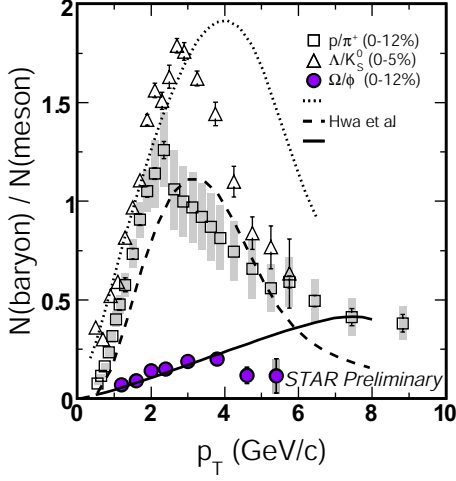 N(baryon) / N(meson)
2
1.5
1
0.5
0
p/π⁺ (0-12%)
Λ/K⁰_S (0-5%)
Ω/ϕ (0-12%)
Hwa et al
STAR Preliminary
2 4 6 8 10
p_T (GeV/c)